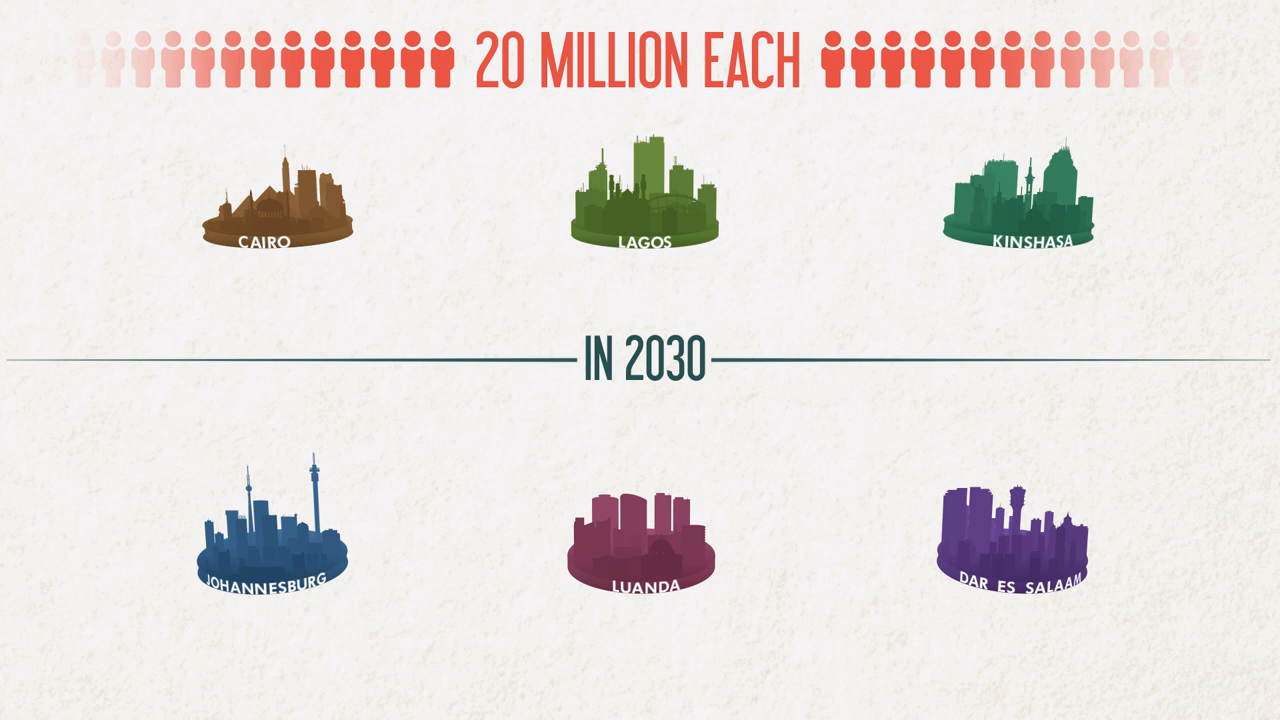 20 MILLION EACH
CAIRO
LAGOS
KINSHASA
IN 2030
JOHANNESBURG
LUANDA
DAR ES SALAAM